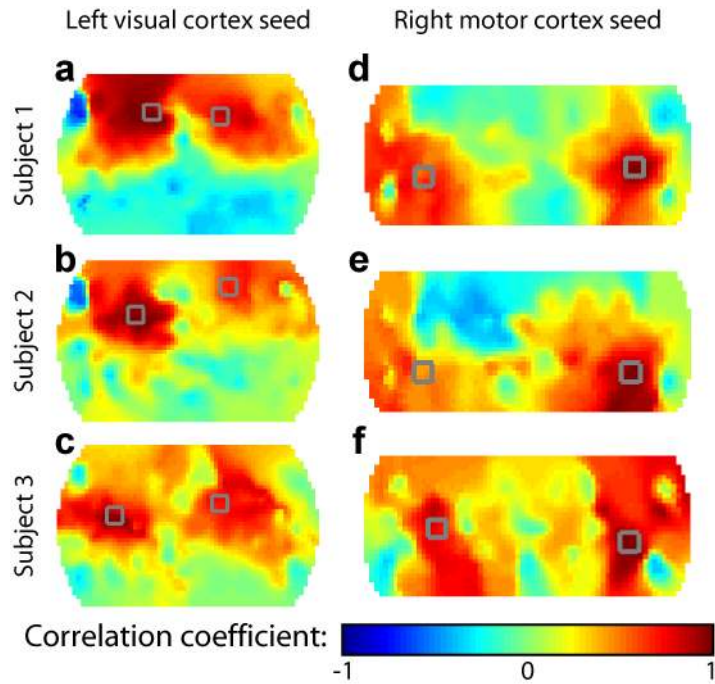 Left visual cortex seed
Right motor cortex seed
a
d
Subject 1
b
e
Subject 2
c
f
Subject 3
Correlation coefficient:
-1
0
1